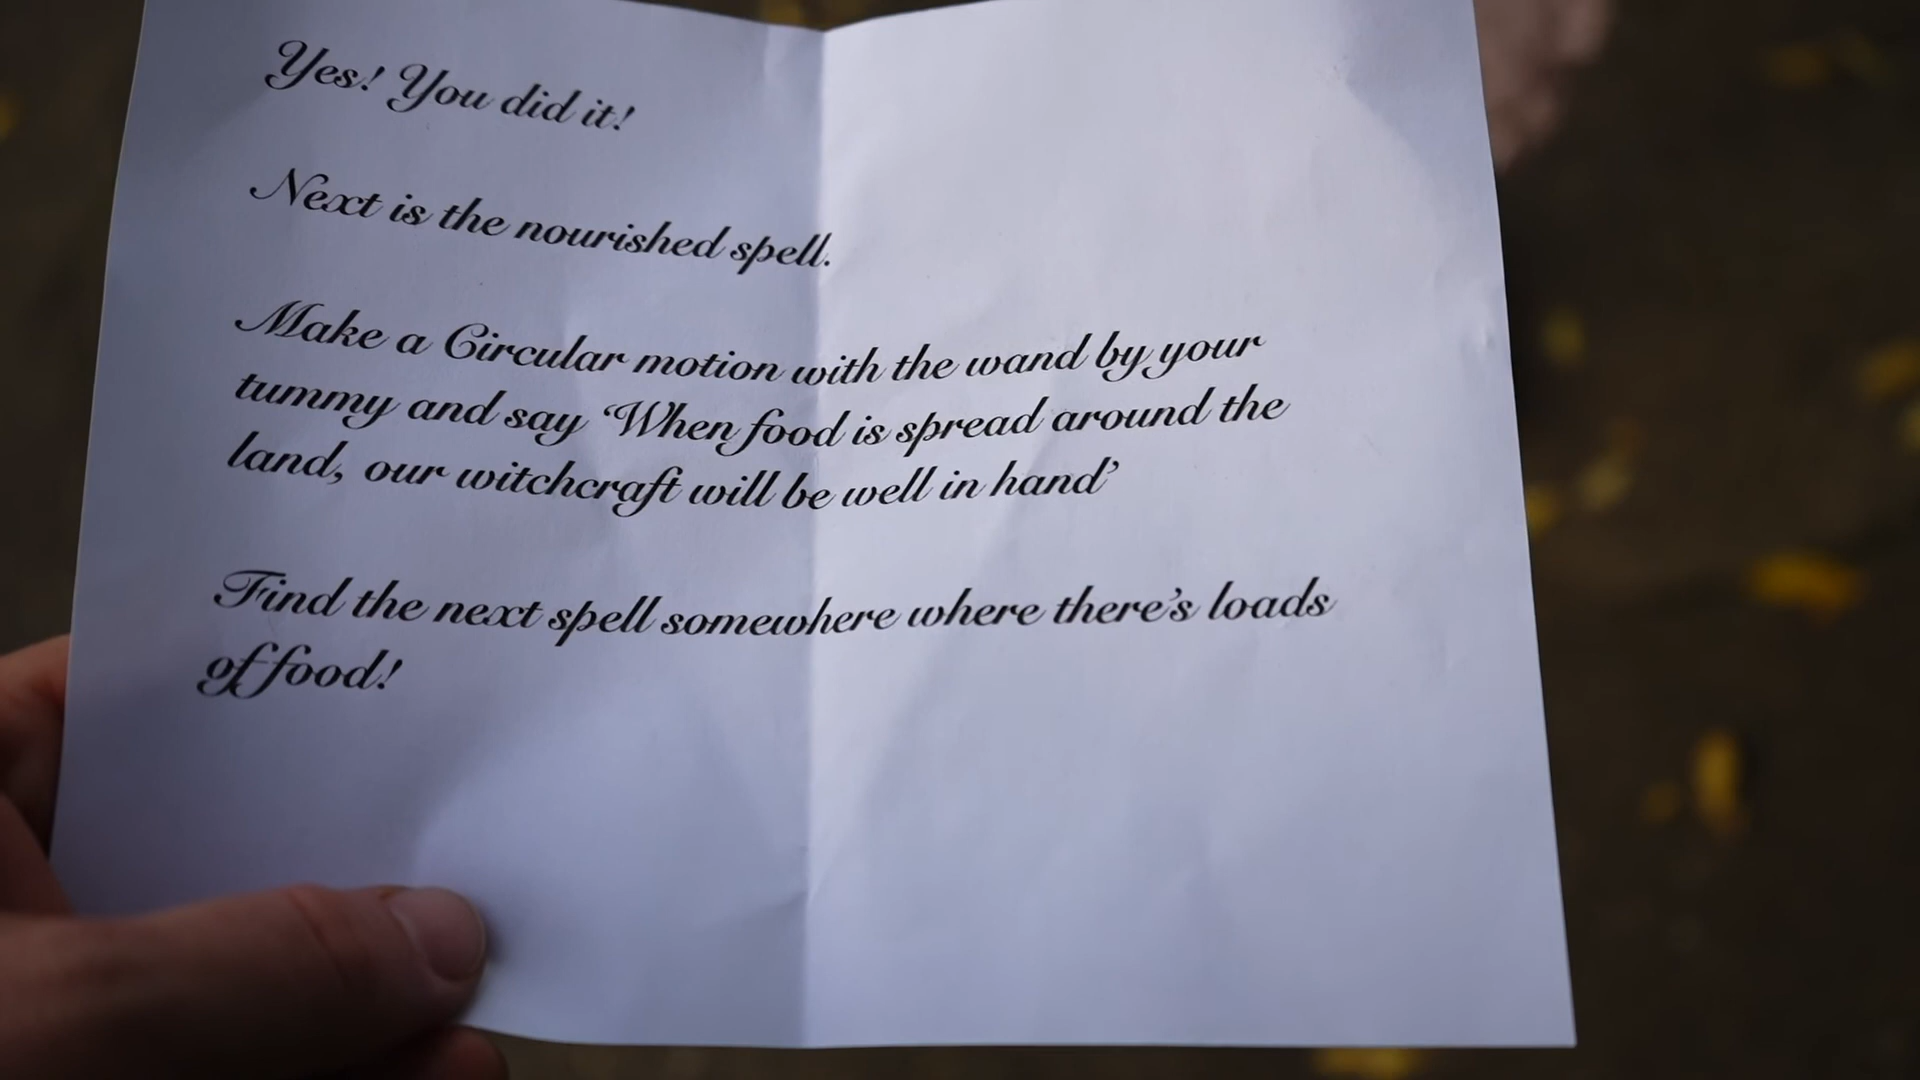 Yes! You did it!
Next is the nourished spell.
Make a Circular motion with the wand by your
tummy and say ‘When food is spread around the
land, our witchcraft will be well in hand’
Find the next spell somewhere where there’s loads
of food!